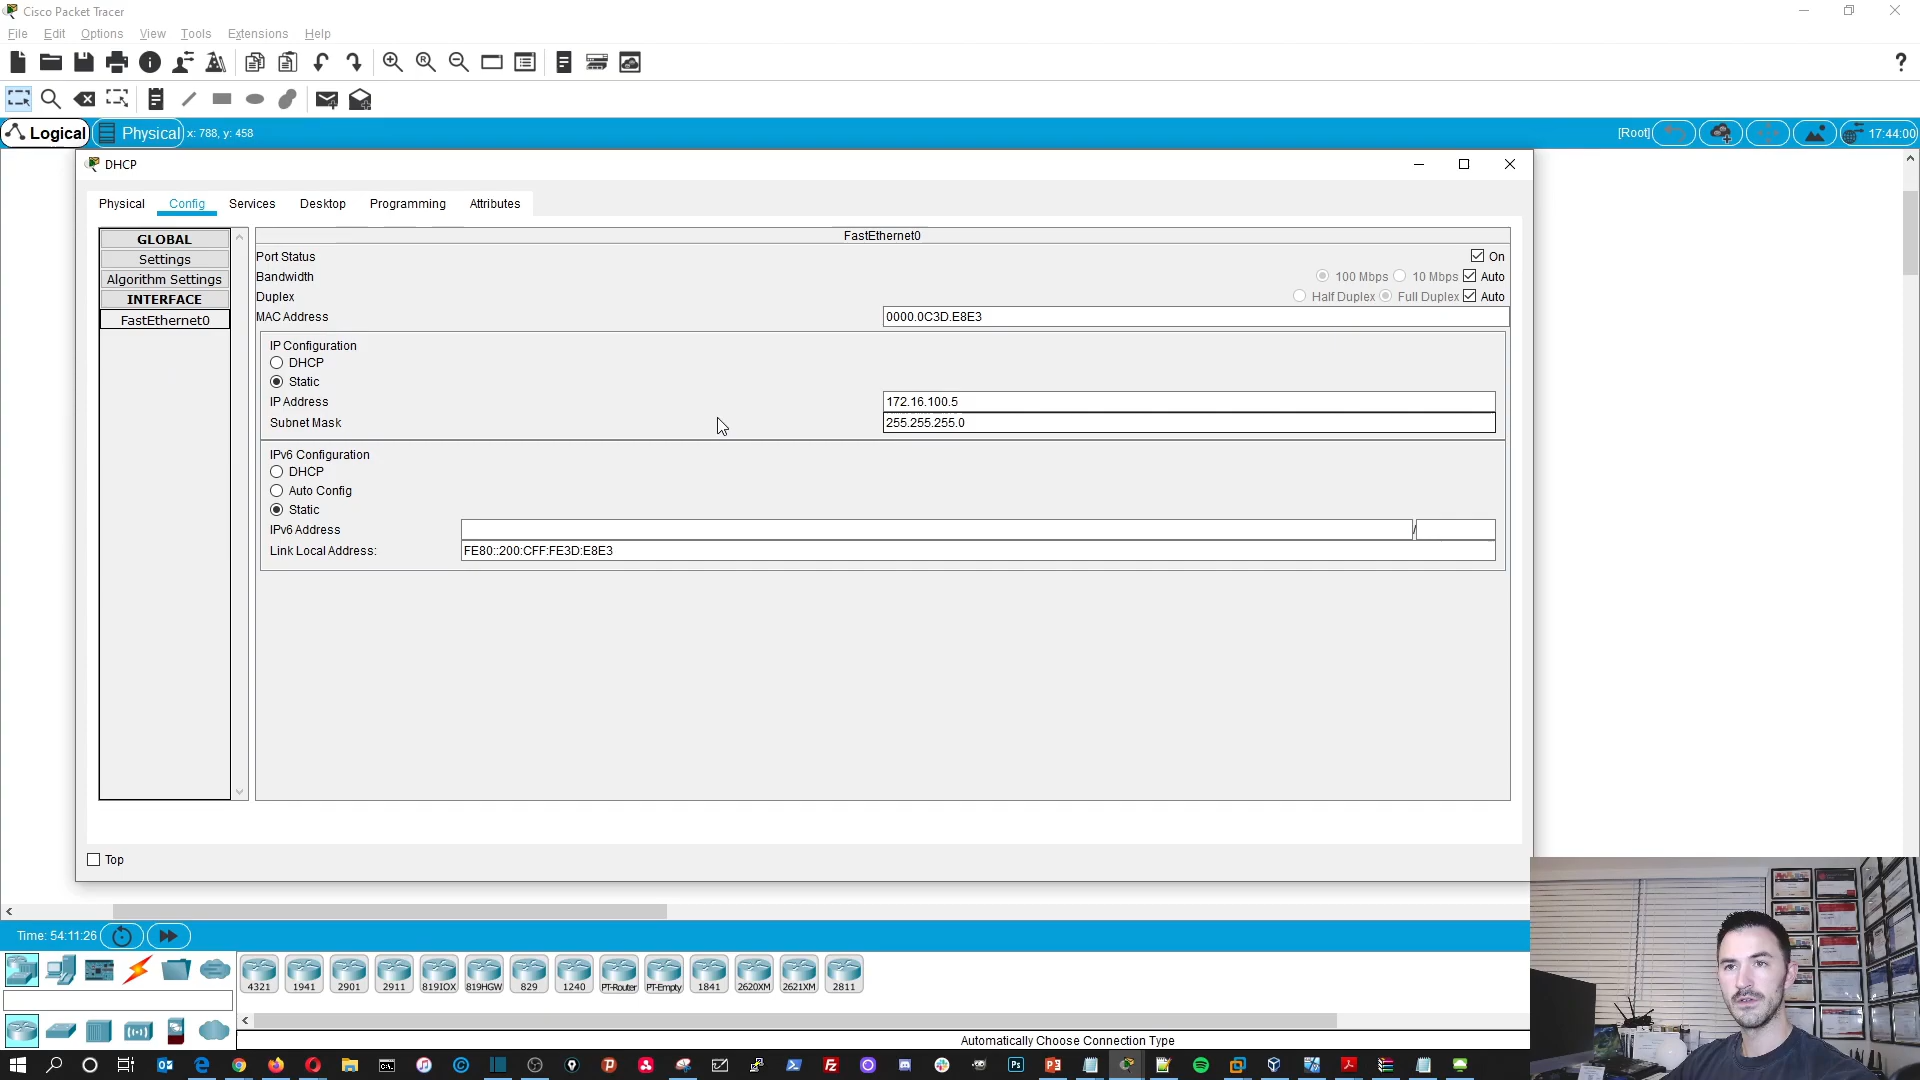 Cisco Packet Tracer
File Edit Options View Tools Extensions Help
?
Logical Physical x: 788, y: 458 [Root] 17:44:00
DHCP
Physical Config Services Desktop Programming Attributes
GLOBAL
Settings
Algorithm Settings
INTERFACE
FastEthernet0
FastEthernet0
Port Status On
Bandwidth 100 Mbps 10 Mbps Auto
Duplex Half Duplex Full Duplex Auto
MAC Address 0000.0C3D.E8E3
IP Configuration
DHCP
Static
IP Address 172.16.100.5
Subnet Mask 255.255.255.0
IPv6 Configuration
DHCP
Auto Config
Static
IPv6 Address /
Link Local Address: FE80::200:CFF:FE3D:E8E3
Top
Time: 54:11:26
4321 1941 2901 2911 819IOX 819HGW 829 1240 PT-Router PT-Empty 1841 2620XM 2621XM 2811
Automatically Choose Connection Type